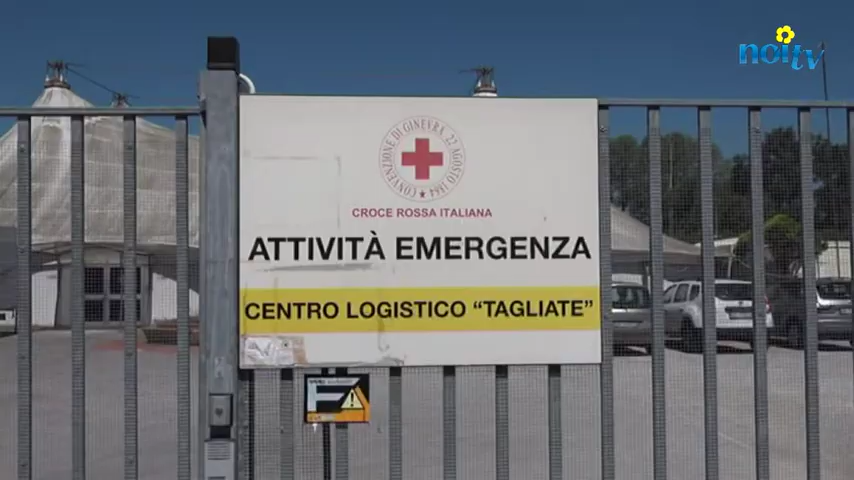 noitv
CONVENZIONE DI GINEVRA 22 AGOSTO 1864
CROCE ROSSA ITALIANA
ATTIVITÀ EMERGENZA
CENTRO LOGISTICO “TAGLIATE”